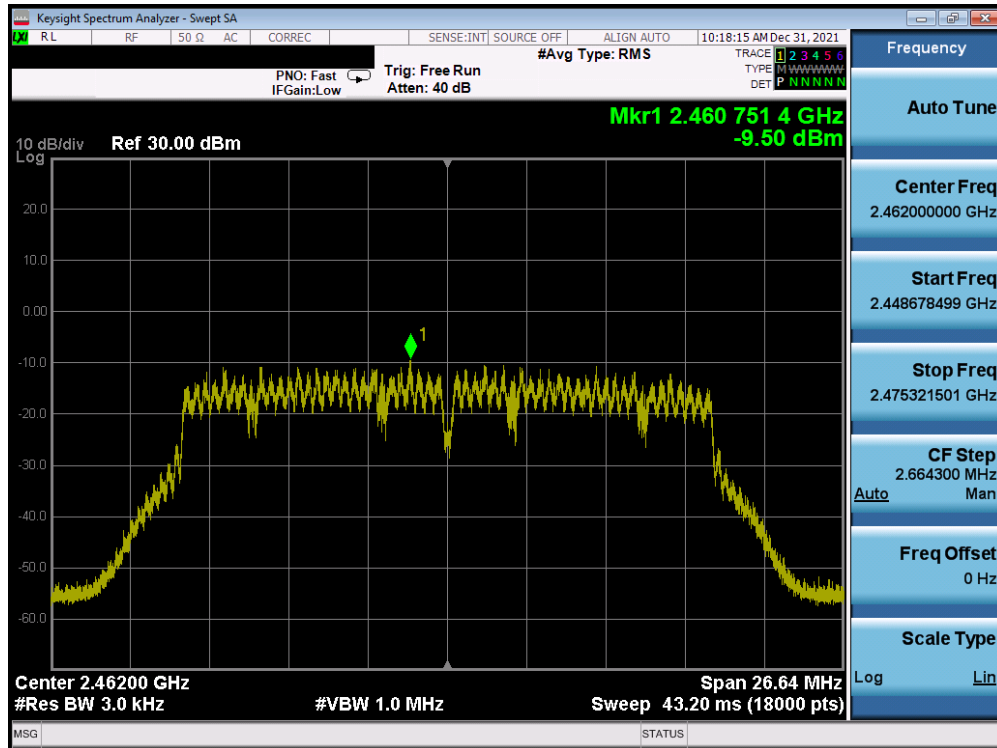 Keysight Spectrum Analyzer - Swept SA
LXI RL RF 50 Ω AC CORREC SENSE:INT SOURCE OFF ALIGN AUTO 10:18:15 AM Dec 31, 2021
#Avg Type: RMS
TRACE 1 2 3 4 5 6
PNO: Fast Trig: Free Run
TYPE M WWWWW
IFGain:Low Atten: 40 dB
DET P N N N N N
Mkr1 2.460 751 4 GHz
-9.50 dBm
10 dB/div Ref 30.00 dBm
Log
20.0
10.0
0.00
1
-10.0
-20.0
-30.0
-40.0
-50.0
-60.0
Center 2.46200 GHz Span 26.64 MHz
#Res BW 3.0 kHz #VBW 1.0 MHz Sweep 43.20 ms (18000 pts)
MSG STATUS
Frequency
Auto Tune
Center Freq
2.462000000 GHz
Start Freq
2.448678499 GHz
Stop Freq
2.475321501 GHz
CF Step
2.664300 MHz
Auto Man
Freq Offset
0 Hz
Scale Type
Log Lin